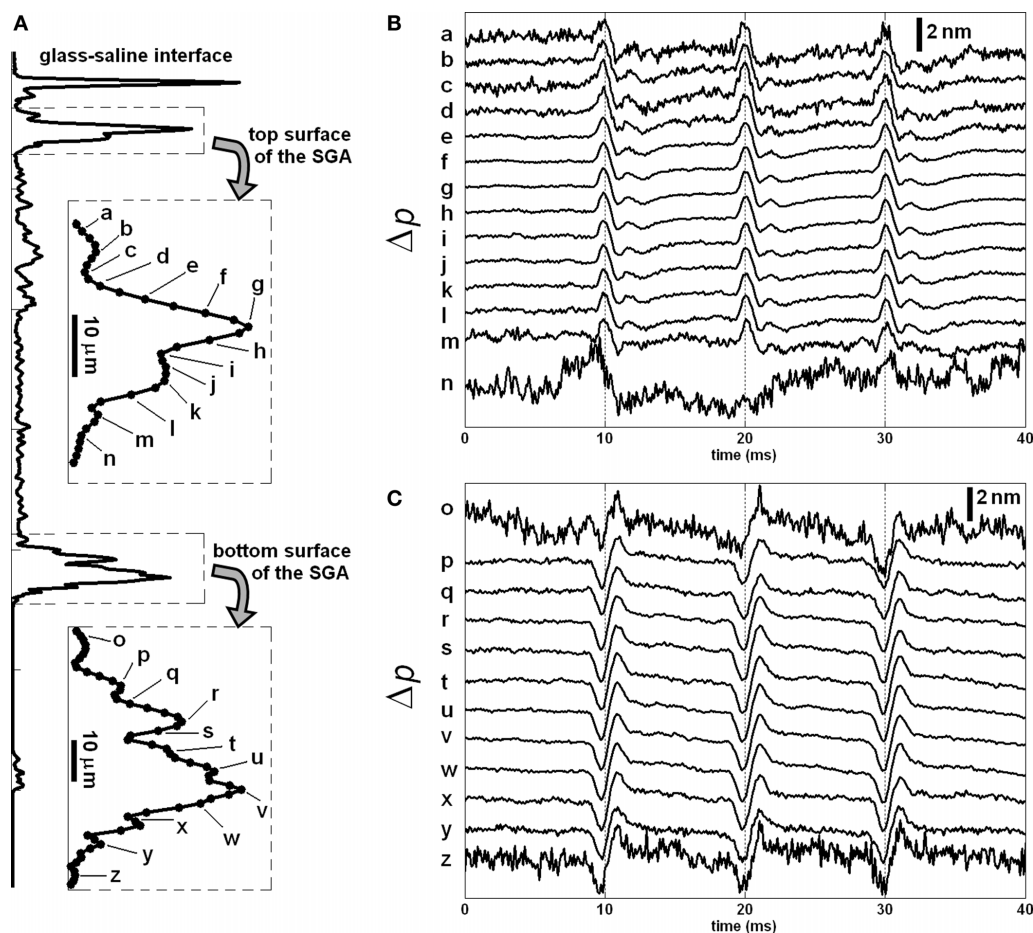 A
glass-saline interface
top surface
of the SGA
a
b
c
d
e
f
g
h
i
j
k
l
m
n
10 μm
bottom surface
of the SGA
o
p
q
r
s
t
u
v
w
x
y
z
10 μm
B
a
b
c
d
e
f
g
h
i
j
k
l
m
n
Δp
2 nm
0 10 20 30 40
time (ms)
C
o
p
q
r
s
t
u
v
w
x
y
z
Δp
2 nm
0 10 20 30 40
time (ms)